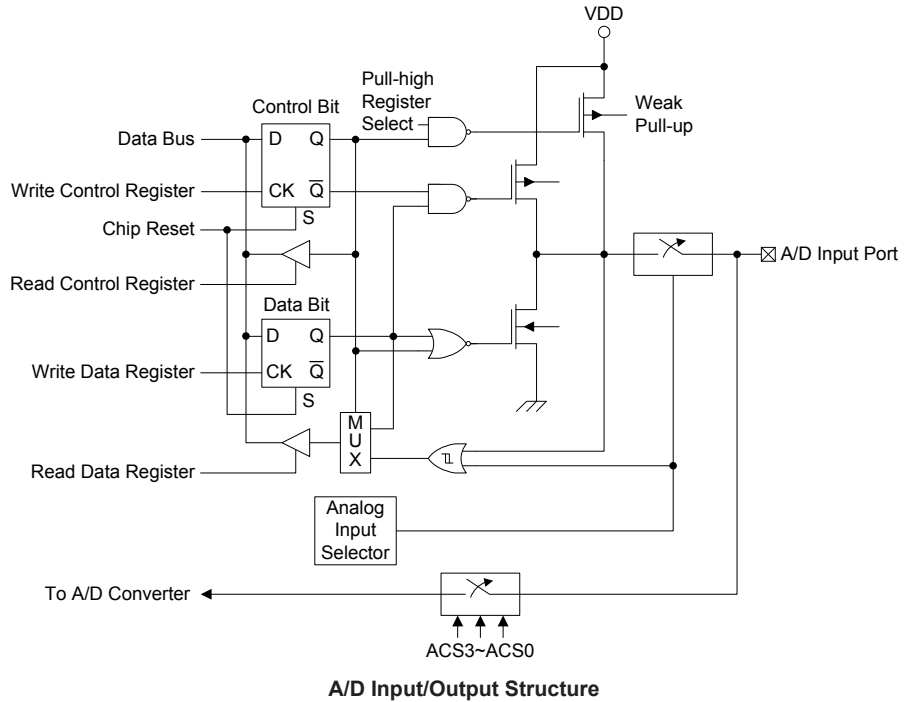 VDD
Pull-high
Register
Select
Weak
Pull-up
Control Bit
Data Bus
D Q
Write Control Register
CK Q̅
S
Chip Reset
Read Control Register
A/D Input Port
Data Bit
D Q
Write Data Register
CK Q̅
S
M
U
X
Read Data Register
Analog
Input
Selector
To A/D Converter
ACS3~ACS0
A/D Input/Output Structure